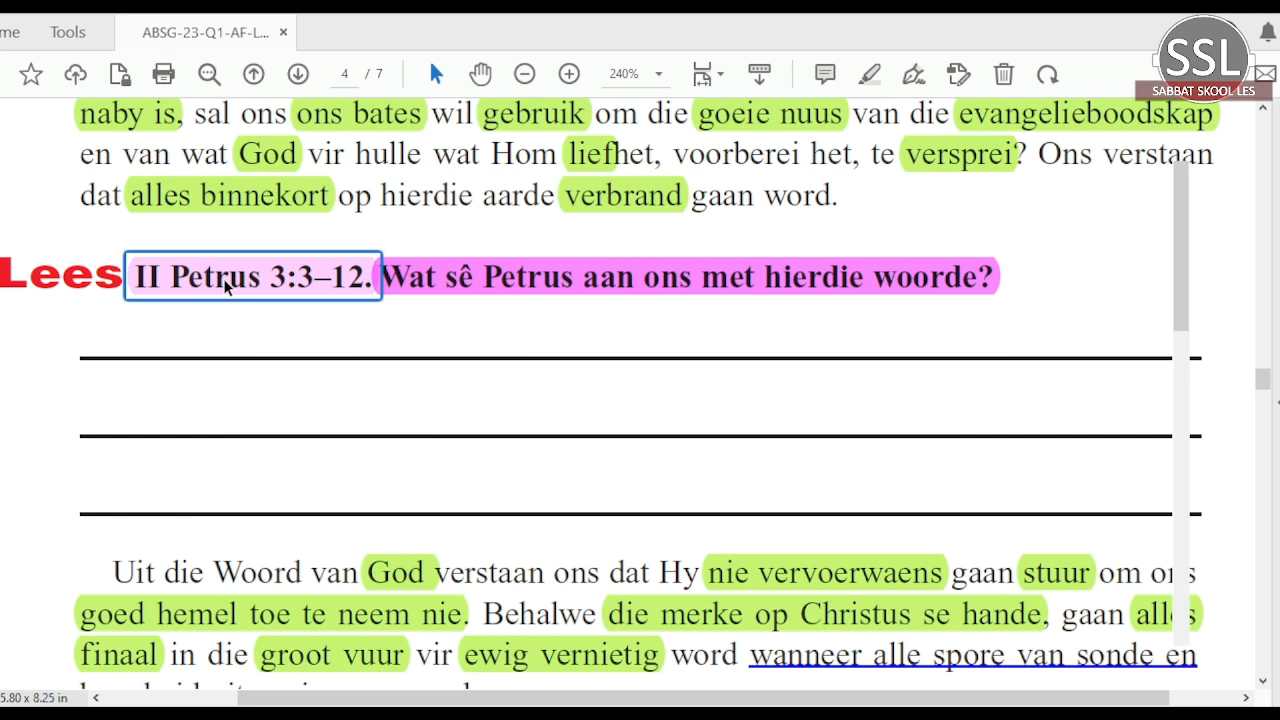 me Tools ABSG-23-Q1-AF-L... ×
SSL
SABBAT SKOOL LES
4 / 7 240%
naby is, sal ons ons bates wil gebruik om die goeie nuus van die evangelieboodskap
en van wat God vir hulle wat Hom liefhet, voorberei het, te versprei? Ons verstaan
dat alles binnekort op hierdie aarde verbrand gaan word.
Lees II Petrus 3:3–12. Wat sê Petrus aan ons met hierdie woorde?
Uit die Woord van God verstaan ons dat Hy nie vervoerwaens gaan stuur om ons
goed hemel toe te neem nie. Behalwe die merke op Christus se hande, gaan alles
finaal in die groot vuur vir ewig vernietig word wanneer alle spore van sonde en
5.80 x 8.25 in